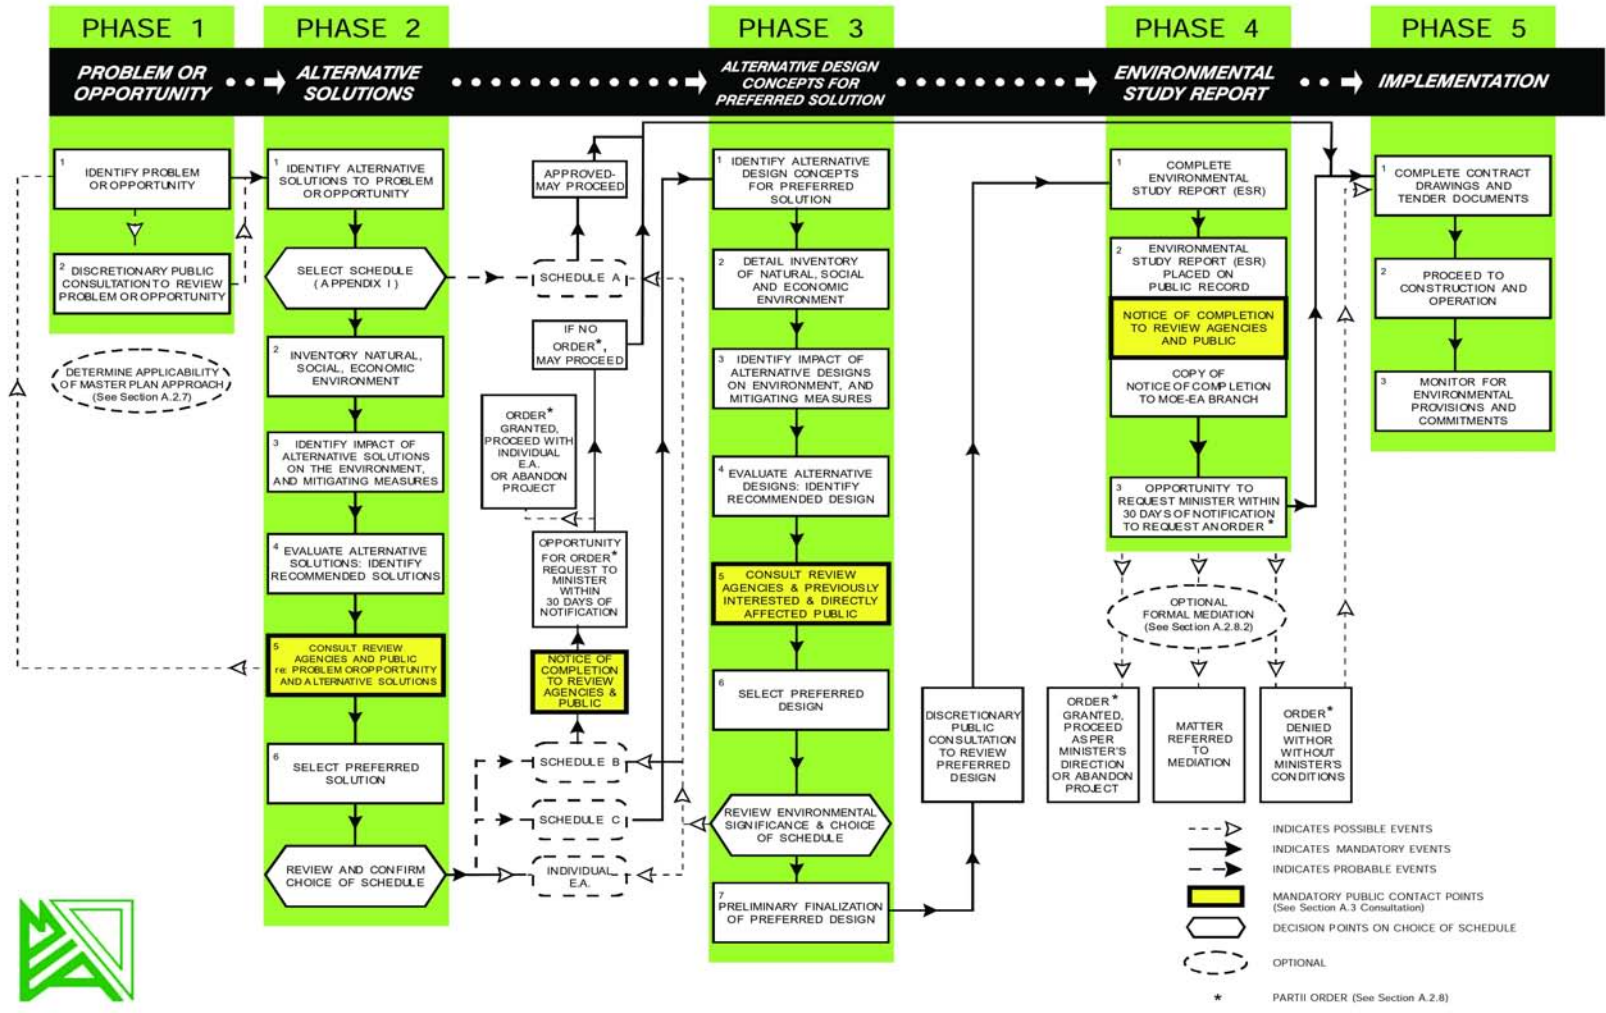 PHASE 1
PHASE 2
PHASE 3
PHASE 4
PHASE 5
PROBLEM OR
OPPORTUNITY
ALTERNATIVE
SOLUTIONS
ALTERNATIVE DESIGN
CONCEPTS FOR
PREFERRED SOLUTION
ENVIRONMENTAL
STUDY REPORT
IMPLEMENTATION
1
IDENTIFY PROBLEM
OR OPPORTUNITY
2 DISCRETIONARY PUBLIC
CONSULTATION TO REVIEW
PROBLEM OR OPPORTUNITY
DETERMINE APPLICABILITY
OF MASTER PLAN APPROACH
(See Section A.2.7)
1
IDENTIFY ALTERNATIVE
SOLUTIONS TO PROBLEM
OR OPPORTUNITY
SELECT SCHEDULE
( APPENDIX I )
2
INVENTORY NATURAL,
SOCIAL, ECONOMIC
ENVIRONMENT
3 IDENTIFY IMPACT OF
ALTERNATIVE SOLUTIONS
ON THE ENVIRONMENT,
AND MITIGATING MEASURES
4 EVALUATE ALTERNATIVE
SOLUTIONS: IDENTIFY
RECOMMENDED SOLUTIONS
5 CONSULT REVIEW
AGENCIES AND PUBLIC
re: PROBLEM OR OPPORTUNITY
AND ALTERNATIVE SOLUTIONS
6
SELECT PREFERRED
SOLUTION
REVIEW AND CONFIRM
CHOICE OF SCHEDULE
APPROVED-
MAY PROCEED
SCHEDULE A
IF NO
ORDER*,
MAY PROCEED
ORDER*
GRANTED,
PROCEED WITH
INDIVIDUAL
E.A.
OR ABANDON
PROJECT
OPPORTUNITY
FOR ORDER*
REQUEST TO
MINISTER
WITHIN
30 DAYS OF
NOTIFICATION
NOTICE OF
COMPLETION
TO REVIEW
AGENCIES &
PUBLIC
SCHEDULE B
SCHEDULE C
INDIVIDUAL
E.A.
1 IDENTIFY ALTERNATIVE
DESIGN CONCEPTS
FOR PREFERRED
SOLUTION
2 DETAIL INVENTORY
OF NATURAL, SOCIAL
AND ECONOMIC
ENVIRONMENT
3 IDENTIFY IMPACT OF
ALTERNATIVE DESIGNS
ON ENVIRONMENT, AND
MITIGATING MEASURES
4 EVALUATE ALTERNATIVE
DESIGNS: IDENTIFY
RECOMMENDED DESIGN
5 CONSULT REVIEW
AGENCIES & PREVIOUSLY
INTERESTED & DIRECTLY
AFFECTED PUBLIC
6
SELECT PREFERRED
DESIGN
REVIEW ENVIRONMENTAL
SIGNIFICANCE & CHOICE
OF SCHEDULE
7
PRELIMINARY FINALIZATION
OF PREFERRED DESIGN
DISCRETIONARY
PUBLIC
CONSULTATION
TO REVIEW
PREFERRED
DESIGN
1 COMPLETE
ENVIRONMENTAL
STUDY REPORT (ESR)
2 ENVIRONMENTAL
STUDY REPORT (ESR)
PLACED ON
PUBLIC RECORD
NOTICE OF COMPLETION
TO REVIEW AGENCIES
AND PUBLIC
COPY OF
NOTICE OF COMPLETION
TO MOE-EA BRANCH
3 OPPORTUNITY TO
REQUEST MINISTER WITHIN
30 DAYS OF NOTIFICATION
TO REQUEST AN ORDER *
OPTIONAL
FORMAL MEDIATION
(See Section A.2.8.2)
ORDER*
GRANTED,
PROCEED
AS PER
MINISTER'S
DIRECTION
OR ABANDON
PROJECT
MATTER
REFERRED
TO
MEDIATION
ORDER*
DENIED
WITH OR
WITHOUT
MINISTER'S
CONDITIONS
1 COMPLETE CONTRACT
DRAWINGS AND
TENDER DOCUMENTS
2
PROCEED TO
CONSTRUCTION AND
OPERATION
3 MONITOR FOR
ENVIRONMENTAL
PROVISIONS AND
COMMITMENTS
INDICATES POSSIBLE EVENTS
INDICATES MANDATORY EVENTS
INDICATES PROBABLE EVENTS
MANDATORY PUBLIC CONTACT POINTS
(See Section A.3 Consultation)
DECISION POINTS ON CHOICE OF SCHEDULE
OPTIONAL
* PART II ORDER (See Section A.2.8)
MEA